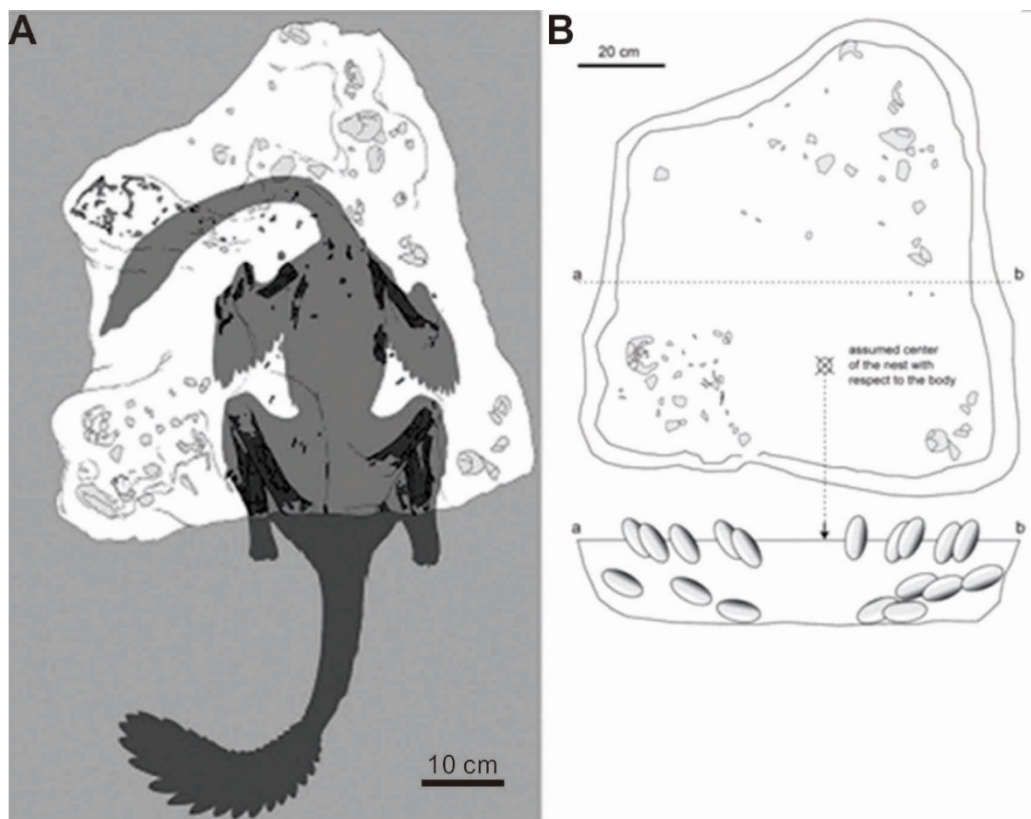 A
10 cm
B
20 cm
a
b
assumed center
of the nest with
respect to the body
a
b